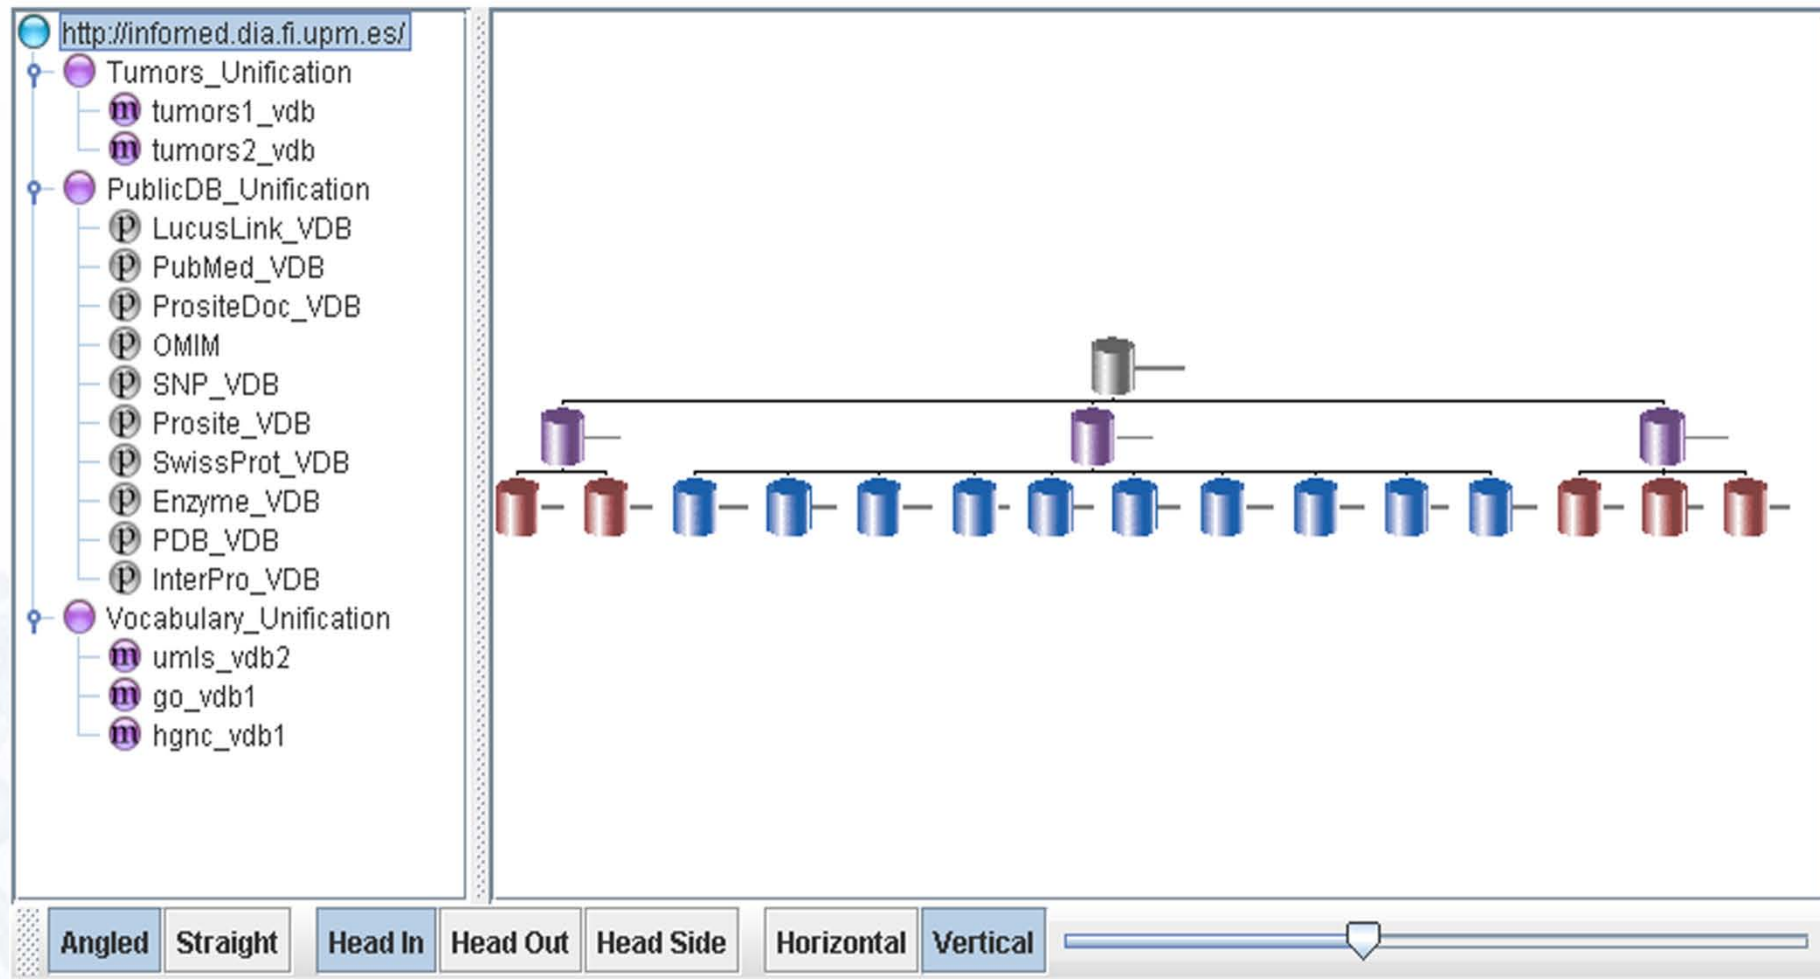 http://infomed.dia.fi.upm.es/
Tumors_Unification
m tumors1_vdb
m tumors2_vdb
PublicDB_Unification
p LucusLink_VDB
p PubMed_VDB
p PrositeDoc_VDB
p OMIM
p SNP_VDB
p Prosite_VDB
p SwissProt_VDB
p Enzyme_VDB
p PDB_VDB
p InterPro_VDB
Vocabulary_Unification
m umls_vdb2
m go_vdb1
m hgnc_vdb1
Angled Straight Head In Head Out Head Side Horizontal Vertical